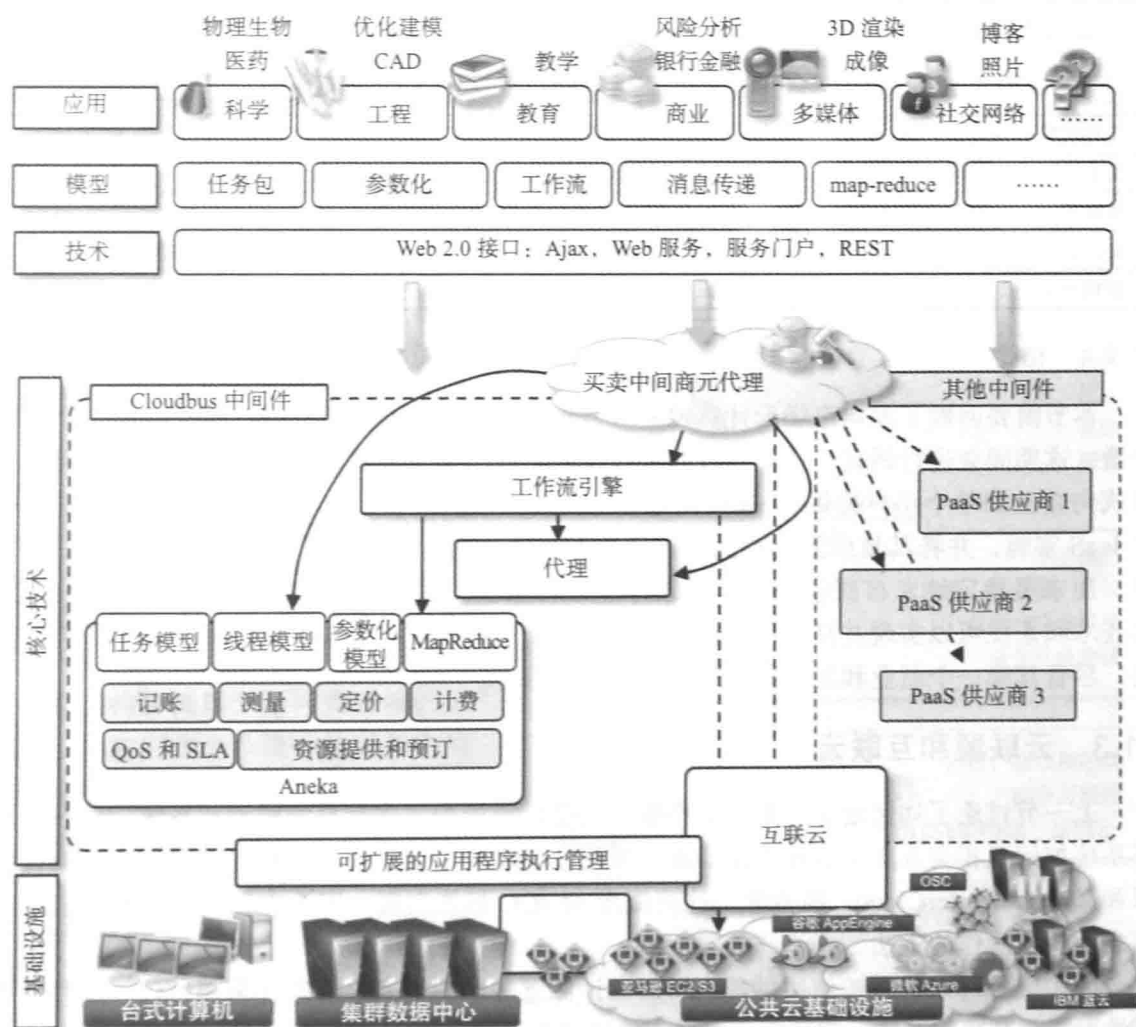 物理生物
医药
优化建模
CAD
教学
风险分析
银行金融
3D 渲染
成像
博客
照片
应用
科学
工程
教育
商业
多媒体
社交网络
……
模型
任务包
参数化
工作流
消息传递
map-reduce
……
技术
Web 2.0 接口：Ajax，Web 服务，服务门户，REST
核心技术
Cloudbus 中间件
买卖中间商元代理
其他中间件
工作流引擎
代理
PaaS 供应商 1
PaaS 供应商 2
PaaS 供应商 3
任务模型
线程模型
参数化
模型
MapReduce
记账
测量
定价
计费
QoS 和 SLA
资源提供和预订
Aneka
互联云
可扩展的应用程序执行管理
基础设施
台式计算机
集群数据中心
OSC
谷歌 AppEngine
亚马逊 EC2/S3
微软 Azure
公共云基础设施
IBM 蓝云